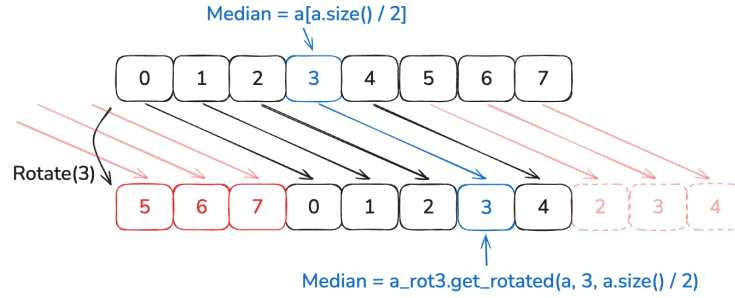 Median = a[a.size() / 2]
0 1 2 3 4 5 6 7
Rotate(3)
5 6 7 0 1 2 3 4 2 3 4
Median = a_rot3.get_rotated(a, 3, a.size() / 2)